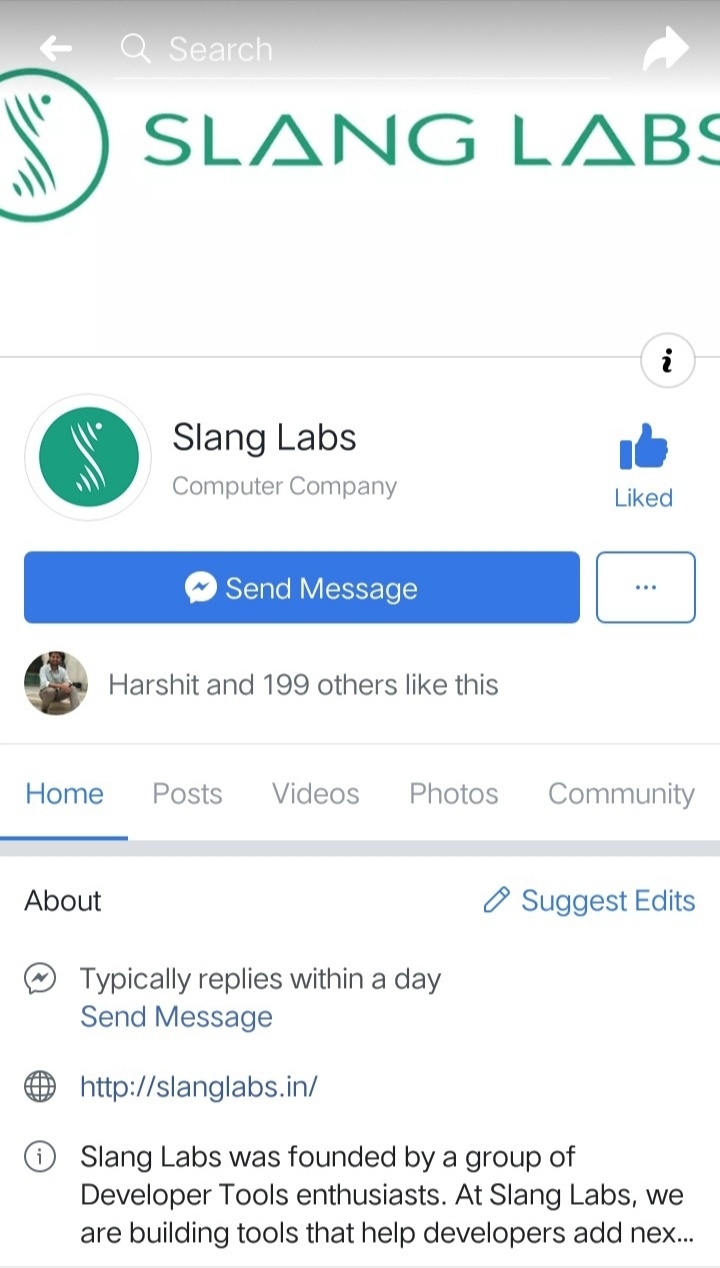 Search
SLANG LABS
i
Slang Labs
Computer Company
Liked
Send Message
...
Harshit and 199 others like this
Home Posts Videos Photos Community
About Suggest Edits
Typically replies within a day
Send Message
http://slanglabs.in/
Slang Labs was founded by a group of
Developer Tools enthusiasts. At Slang Labs, we
are building tools that help developers add nex...